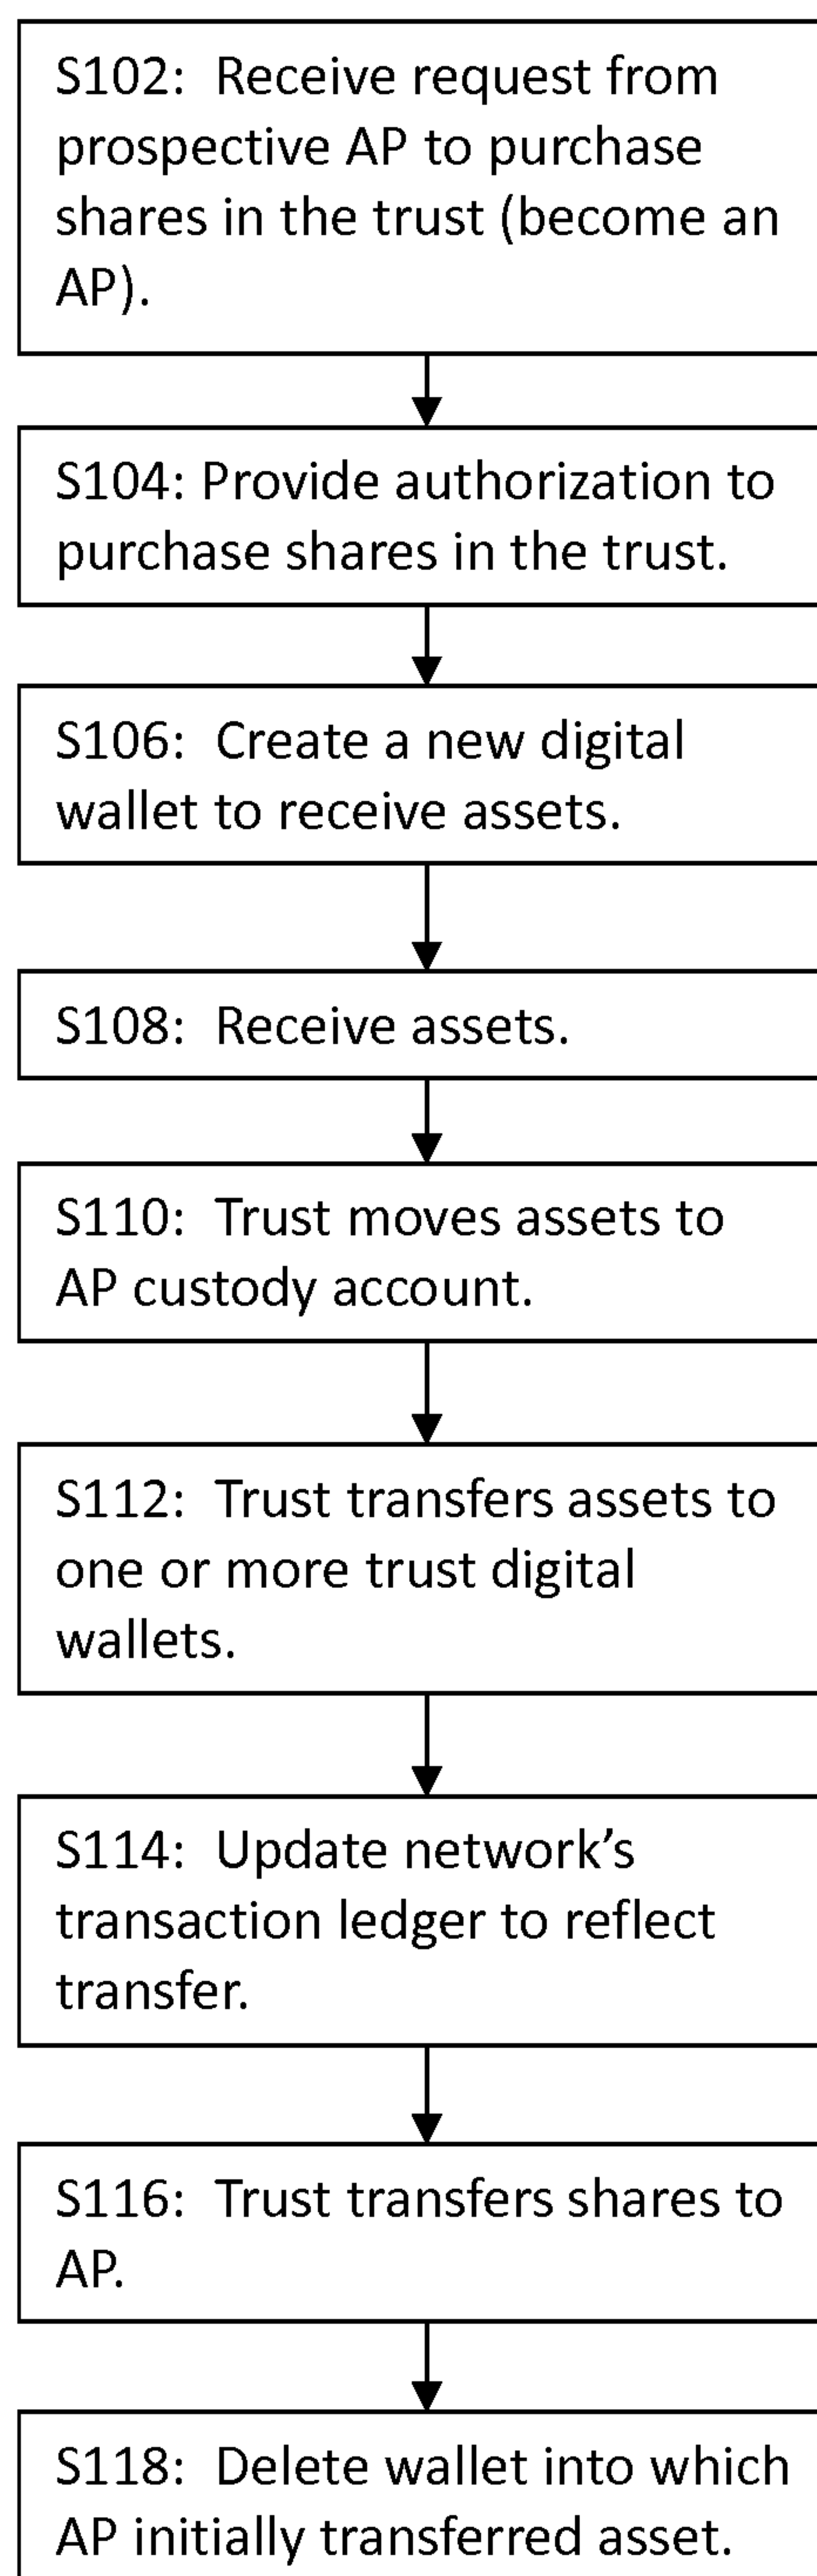 S102:  Receive request from
prospective AP to purchase
shares in the trust (become an
AP).
S104: Provide authorization to
purchase shares in the trust.
S106:  Create a new digital
wallet to receive assets.
S108:  Receive assets.
S110:  Trust moves assets to
AP custody account.
S112:  Trust transfers assets to
one or more trust digital
wallets.
S114:  Update network’s
transaction ledger to reflect
transfer.
S116:  Trust transfers shares to
AP.
S118:  Delete wallet into which
AP initially transferred asset.